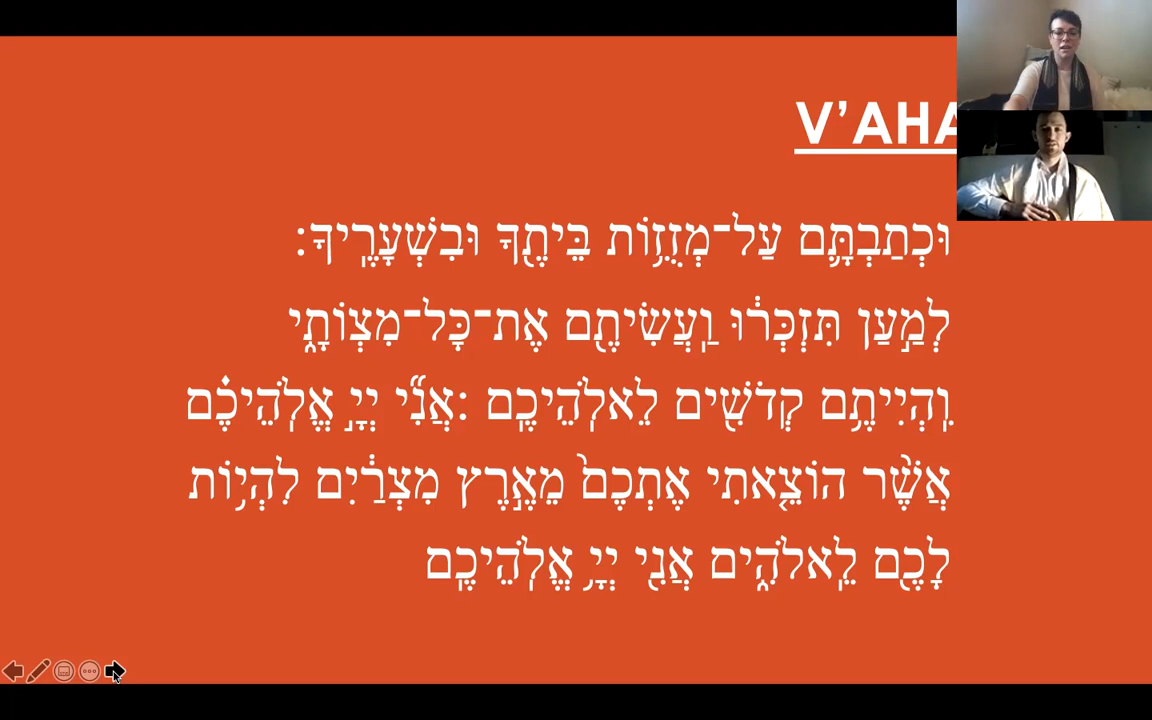 V'AHA
וּכְתַבְתָּ֛ם עַל־מְזֻז֥וֹת בֵּיתֶ֖ךָ וּבִשְׁעָרֶֽיךָ׃
לְמַ֣עַן תִּזְכְּר֔וּ וַעֲשִׂיתֶ֖ם אֶת־כָּל־מִצְוֹתָ֑י
וִֽהְיִיתֶ֥ם קְדֹשִׁ֖ים לֵאלֹֽהֵיכֶֽם ׃אֲנִ֞י יְיָ֣ אֱלֹֽהֵיכֶ֗ם
אֲשֶׁ֨ר הוֹצֵ֤אתִי אֶתְכֶם֙ מֵאֶ֣רֶץ מִצְרַ֔יִם לִהְי֥וֹת
לָכֶ֖ם לֵֽאלֹהִ֑ים אֲנִ֖י יְיָ֥ אֱלֹֽהֵיכֶֽם